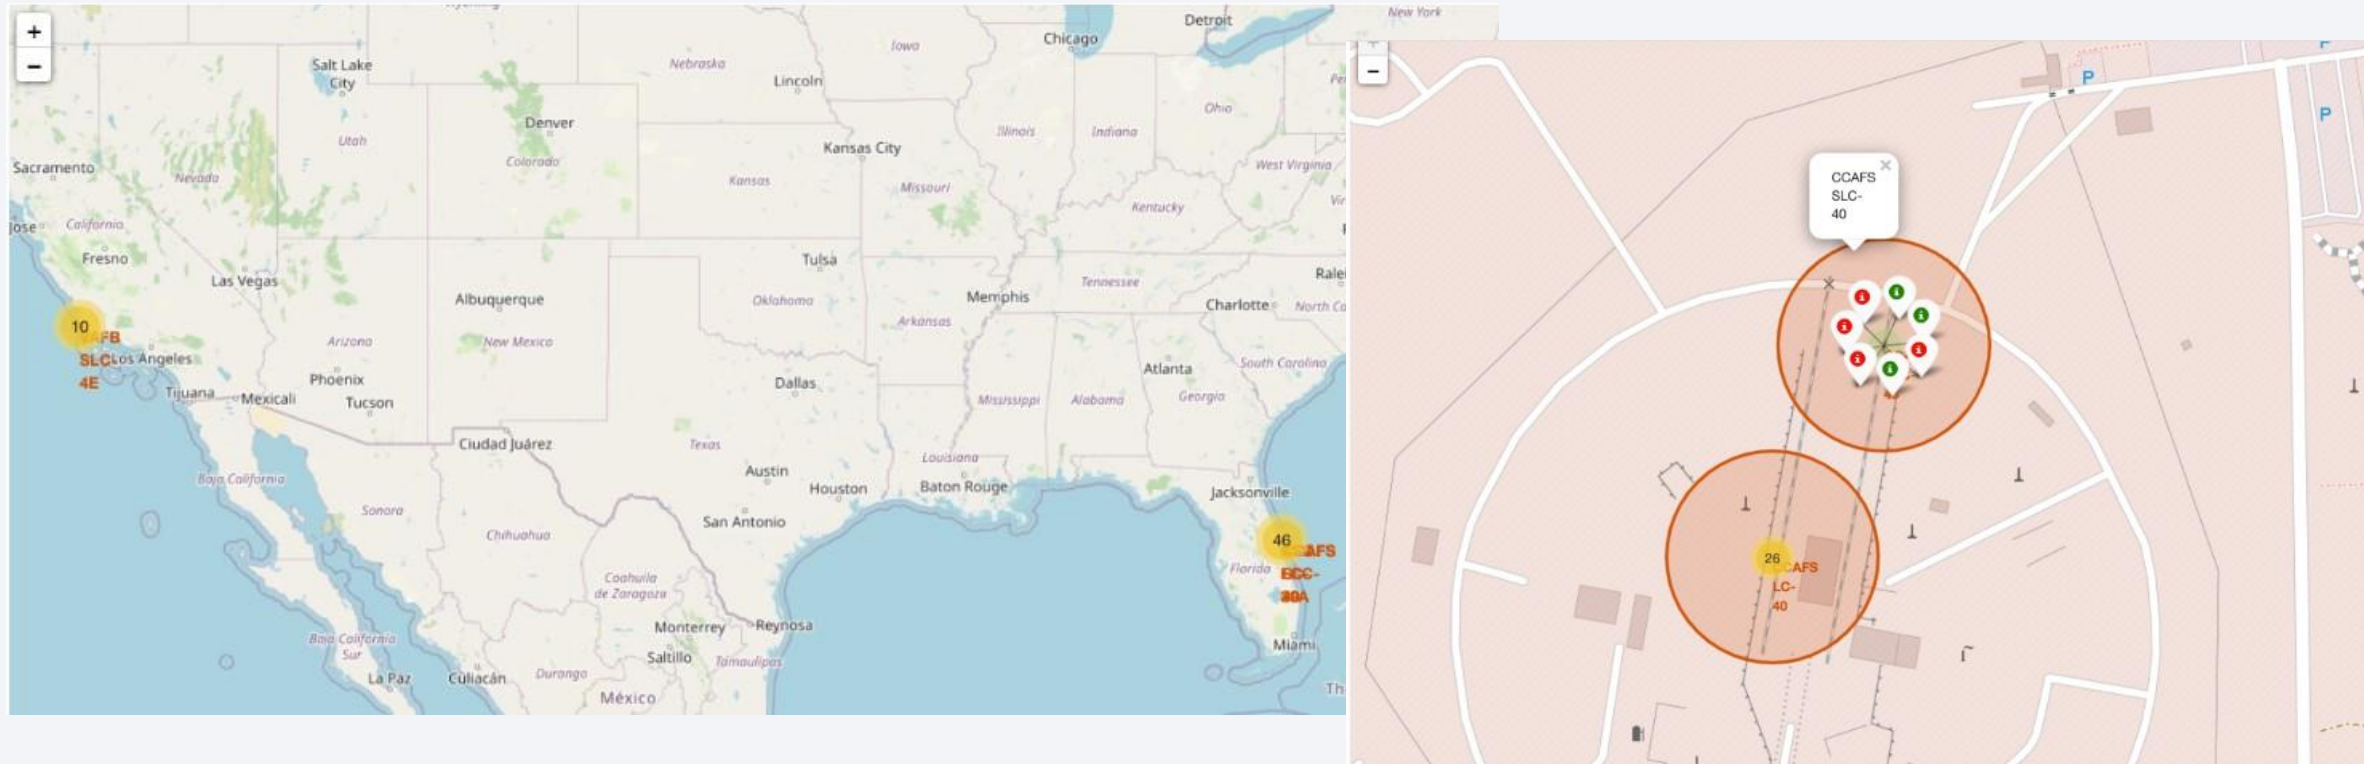 +
−
Salt Lake
City
Sacramento
Nevada
Utah
Denver
Colorado
Nebraska
Lincoln
Iowa
Chicago
Detroit
New York
Kansas City
Kansas
Missouri
Illinois
Indiana
Ohio
West Virginia
Kentucky
Jose
California
Fresno
Las Vegas
10
SLC-
4E
Los Angeles
Tijuana
Mexicali
Arizona
Phoenix
Tucson
Albuquerque
New Mexico
Ciudad Juárez
Tulsa
Oklahoma
Memphis
Tennessee
Arkansas
Charlotte
South Carolina
Atlanta
Georgia
Dallas
Mississippi
Alabama
Texas
Austin
Houston
San Antonio
Louisiana
Baton Rouge
Jacksonville
46
Florida
Miami
Baja California
Sonora
Chihuahua
Coahuila
de Zaragoza
Monterrey
Reynosa
Saltillo
Tamaulipas
Baja California
Sur
La Paz
Culiacán
Durango
México
−
P
P
P
CCAFS
SLC-
40
×
26
CCAFS
LC-
40